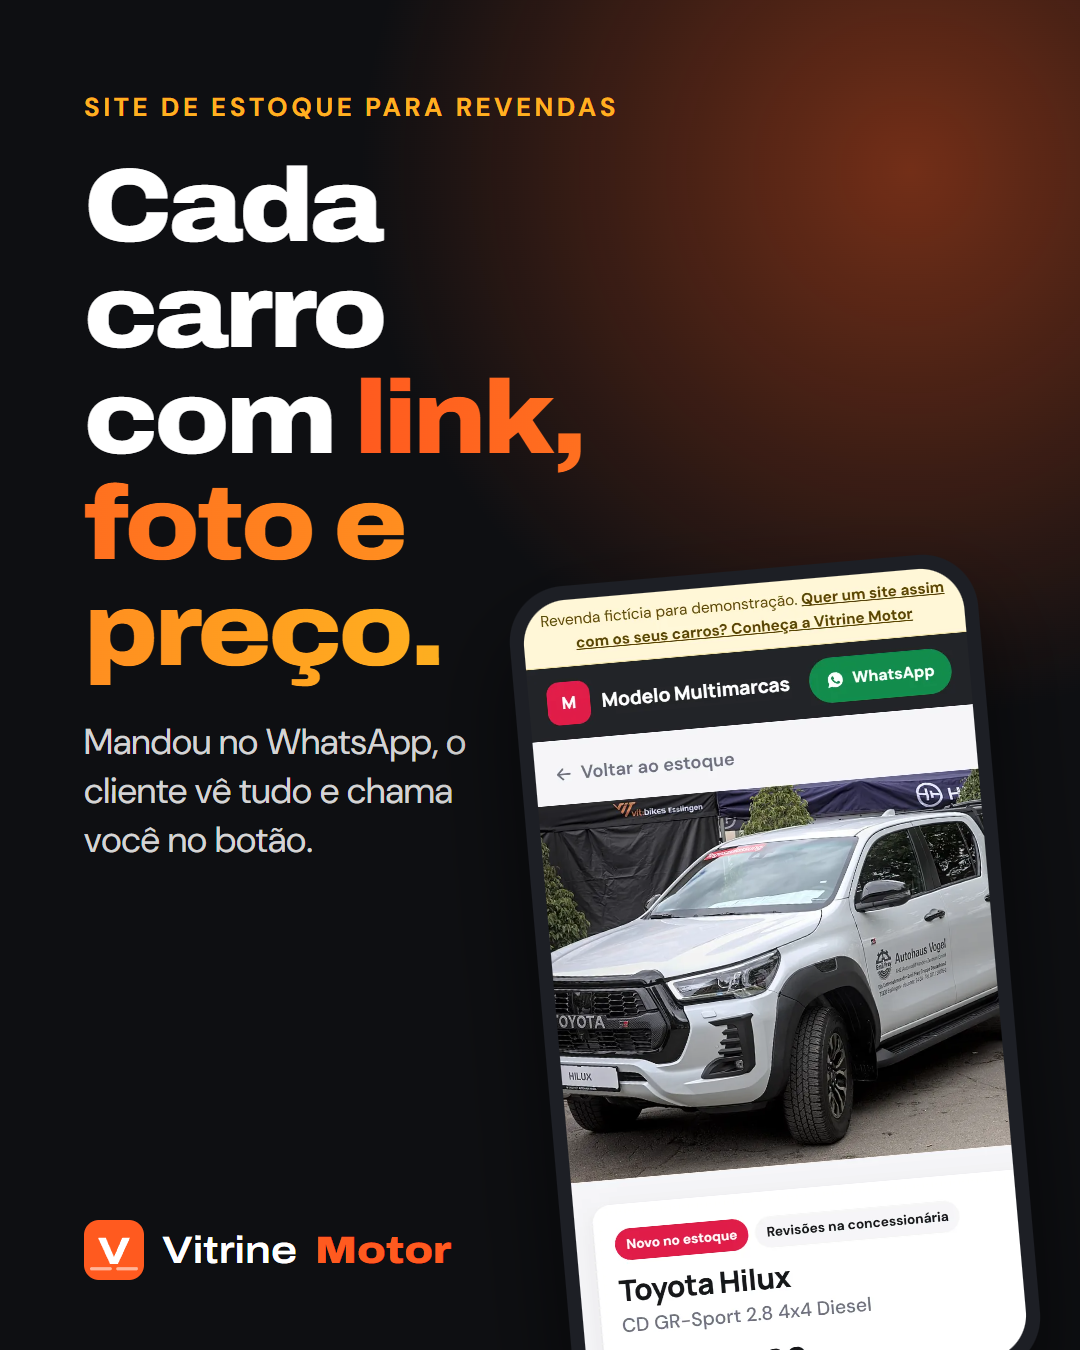 SITE DE ESTOQUE PARA REVENDAS
Cada
carro
com link,
foto e
preço.
Mandou no WhatsApp, o
cliente vê tudo e chama
você no botão.
Revenda fictícia para demonstração. Quer um site assim
com os seus carros? Conheça a Vitrine Motor
M Modelo Multimarcas WhatsApp
← Voltar ao estoque
vit:bikes Esslingen
Autohaus Vogel
TOYOTA
HILUX
Novo no estoque Revisões na concessionária
Toyota Hilux
CD GR-Sport 2.8 4x4 Diesel
V Vitrine Motor